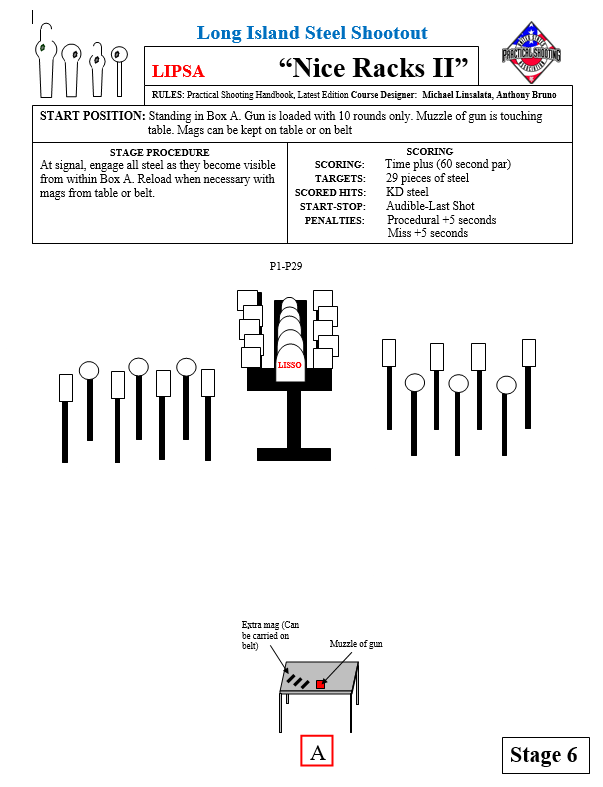 Long Island Steel Shootout
LIPSA “Nice Racks II”
PRACTICAL SHOOTING
RULES: Practical Shooting Handbook, Latest Edition Course Designer: Michael Linsalata, Anthony Bruno
START POSITION: Standing in Box A. Gun is loaded with 10 rounds only. Muzzle of gun is touching
table. Mags can be kept on table or on belt
STAGE PROCEDURE
At signal, engage all steel as they become visible
from within Box A. Reload when necessary with
mags from table or belt.
SCORING
SCORING: Time plus (60 second par)
TARGETS: 29 pieces of steel
SCORED HITS: KD steel
START-STOP: Audible-Last Shot
PENALTIES: Procedural +5 seconds
Miss +5 seconds
P1-P29
LISSO
Extra mag (Can
be carried on
belt)
Muzzle of gun
A
Stage 6